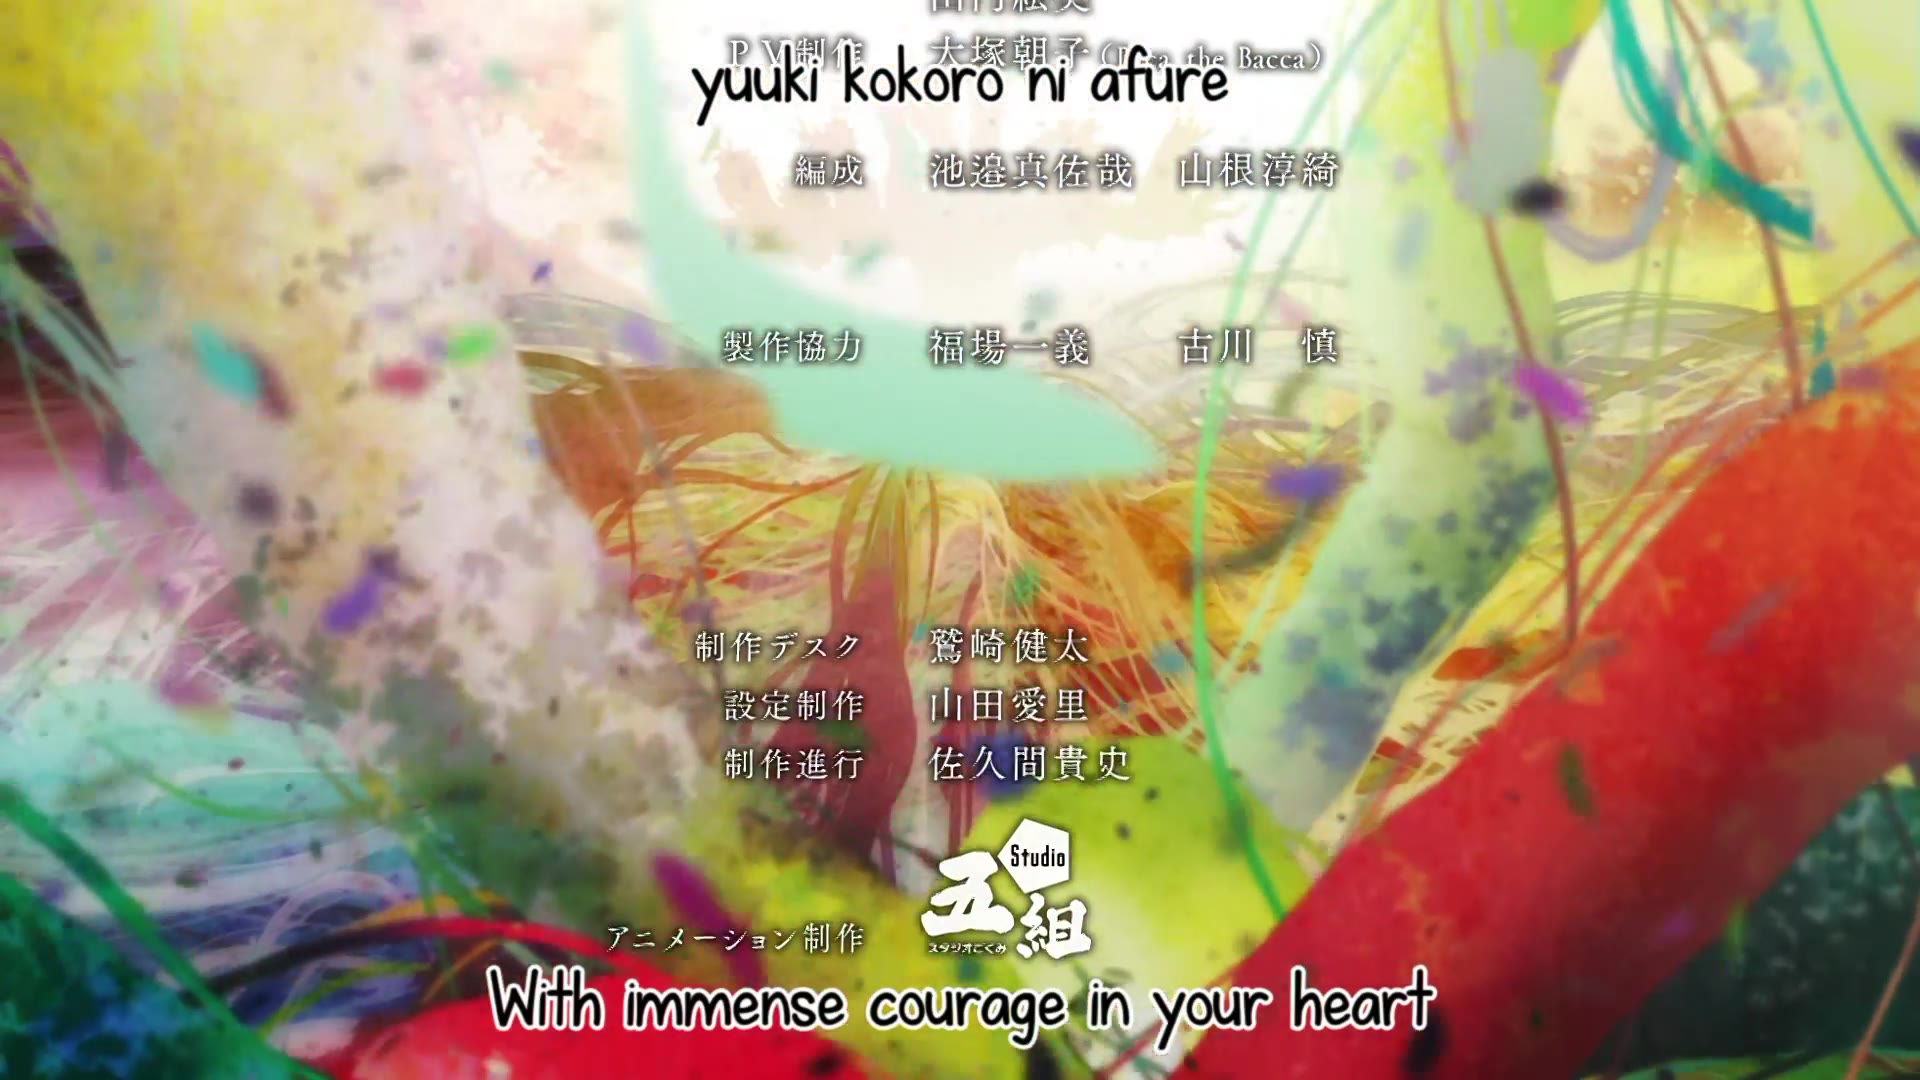 PV制作 大塚朝子 the Bacca)
yuuki kokoro ni afure
編成 池邉真佐哉 山根淳綺
製作協力 福場一義 古川 慎
制作デスク 鷲崎健太
設定制作 山田愛里
制作進行 佐久間貴史
アニメーション制作 Studio 五組
スタジオごくみ
With immense courage in your heart